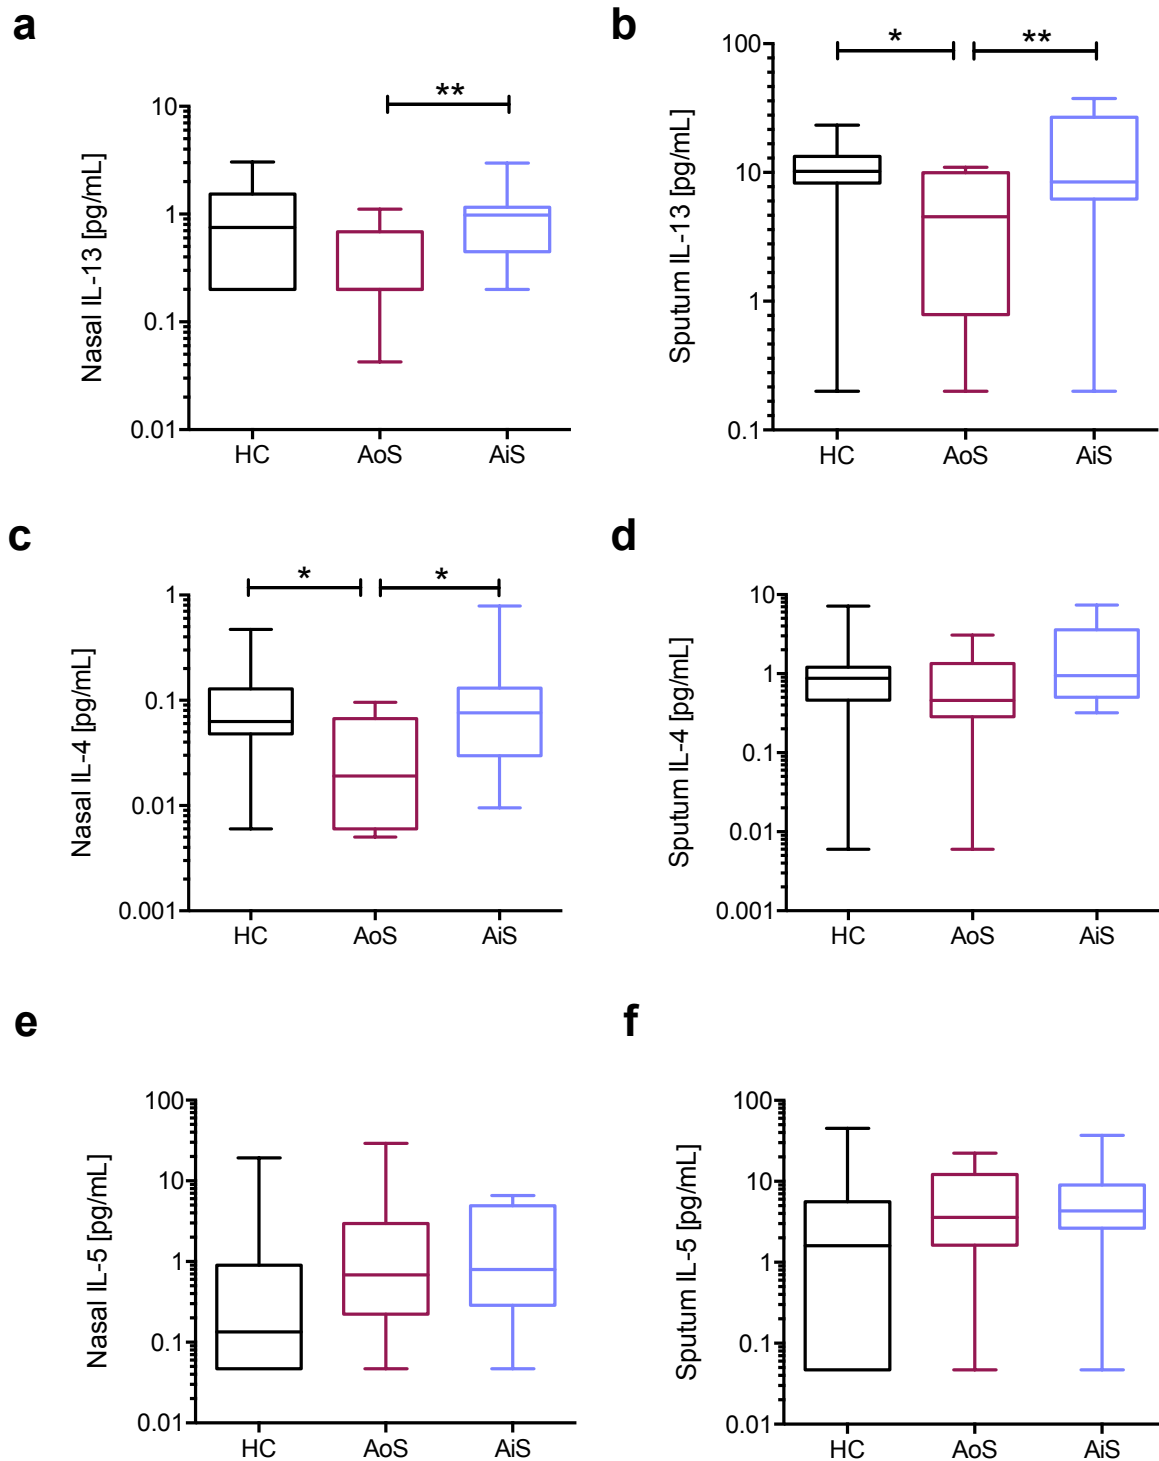 a
**
10
1
0.1
0.01
Nasal IL-13 [pg/mL]
HC AoS AiS
b
* **
100
10
1
0.1
Sputum IL-13 [pg/mL]
HC AoS AiS
c
* *
1
0.1
0.01
0.001
Nasal IL-4 [pg/mL]
HC AoS AiS
d
10
1
0.1
0.01
0.001
Sputum IL-4 [pg/mL]
HC AoS AiS
e
100
10
1
0.1
0.01
Nasal IL-5 [pg/mL]
HC AoS AiS
f
100
10
1
0.1
0.01
Sputum IL-5 [pg/mL]
HC AoS AiS